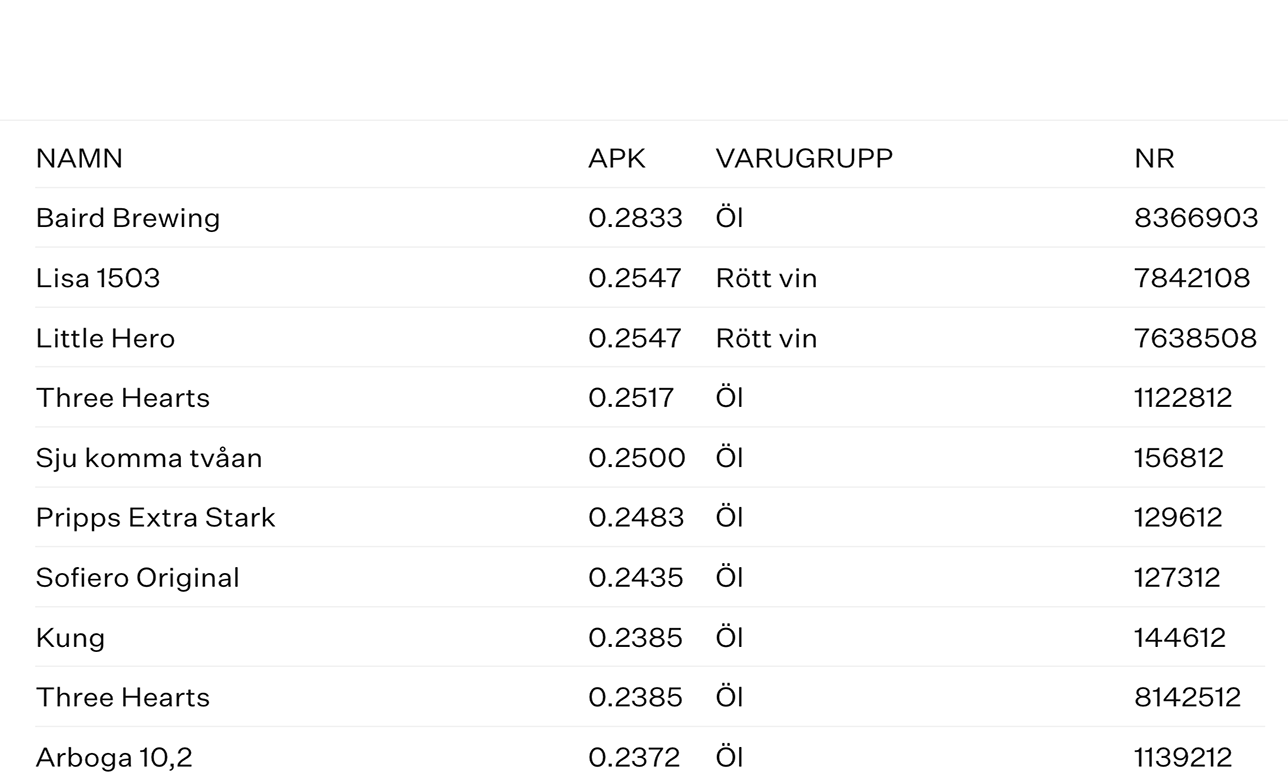 NAMN APK VARUGRUPP NR
Baird Brewing 0.2833 Öl 8366903
Lisa 1503 0.2547 Rött vin 7842108
Little Hero 0.2547 Rött vin 7638508
Three Hearts 0.2517 Öl 1122812
Sju komma tvåan 0.2500 Öl 156812
Pripps Extra Stark 0.2483 Öl 129612
Sofiero Original 0.2435 Öl 127312
Kung 0.2385 Öl 144612
Three Hearts 0.2385 Öl 8142512
Arboga 10,2 0.2372 Öl 1139212